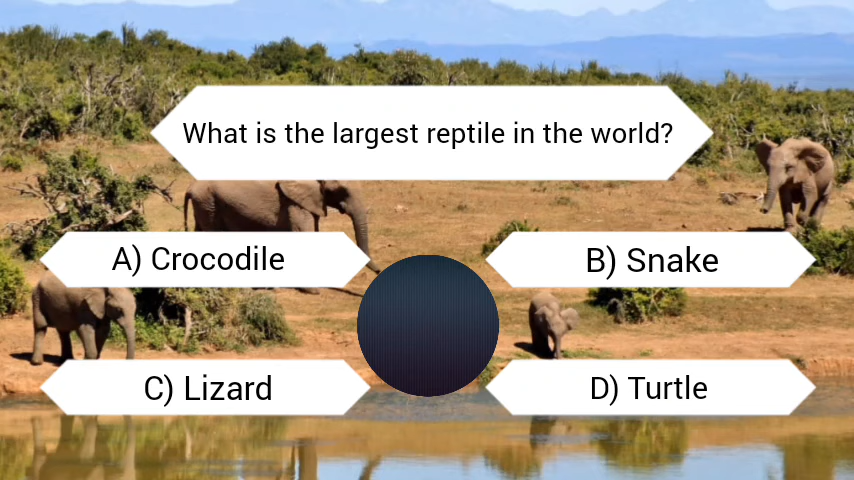 What is the largest reptile in the world?
A) Crocodile
B) Snake
C) Lizard
D) Turtle